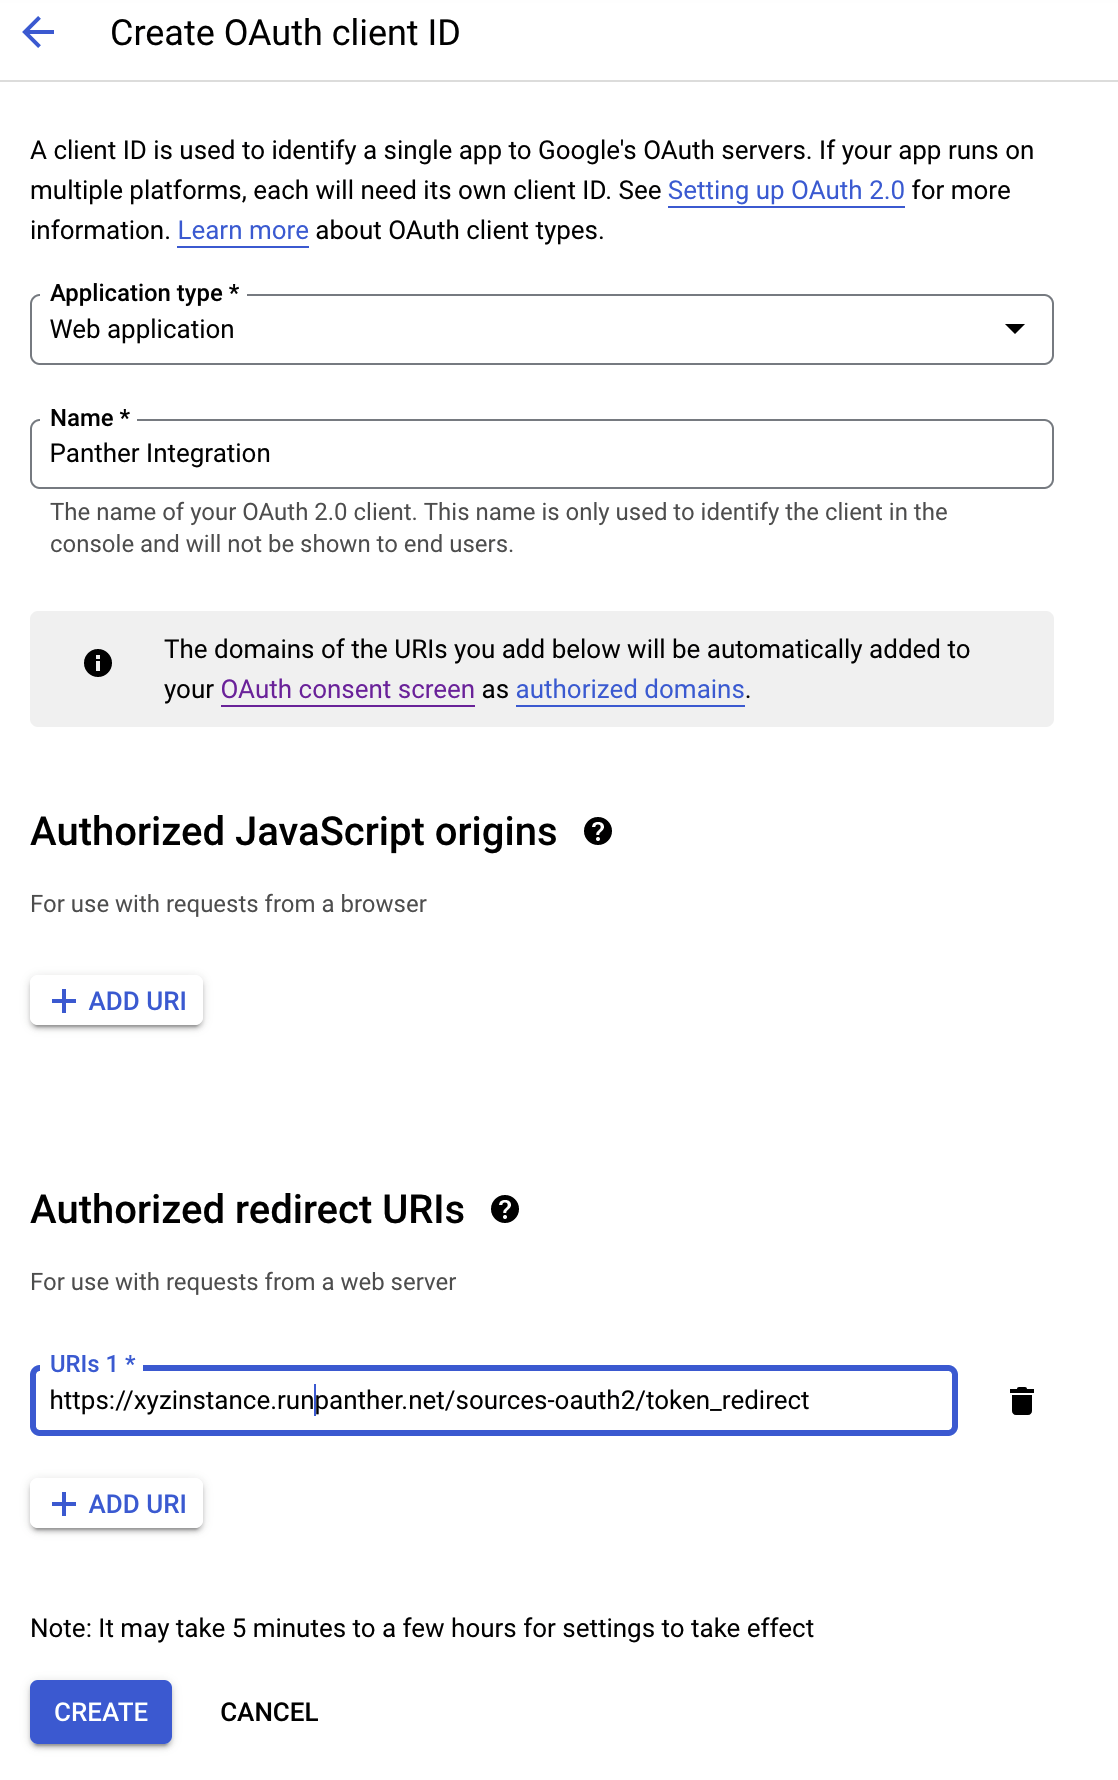 Create OAuth client ID
A client ID is used to identify a single app to Google's OAuth servers. If your app runs on
multiple platforms, each will need its own client ID. See Setting up OAuth 2.0 for more
information. Learn more about OAuth client types.
Application type *
Web application
Name *
Panther Integration
The name of your OAuth 2.0 client. This name is only used to identify the client in the
console and will not be shown to end users.
The domains of the URIs you add below will be automatically added to
your OAuth consent screen as authorized domains.
Authorized JavaScript origins
For use with requests from a browser
ADD URI
Authorized redirect URIs
For use with requests from a web server
URIs 1 *
https://xyzinstance.runpanther.net/sources-oauth2/token_redirect
ADD URI
Note: It may take 5 minutes to a few hours for settings to take effect
CREATE CANCEL